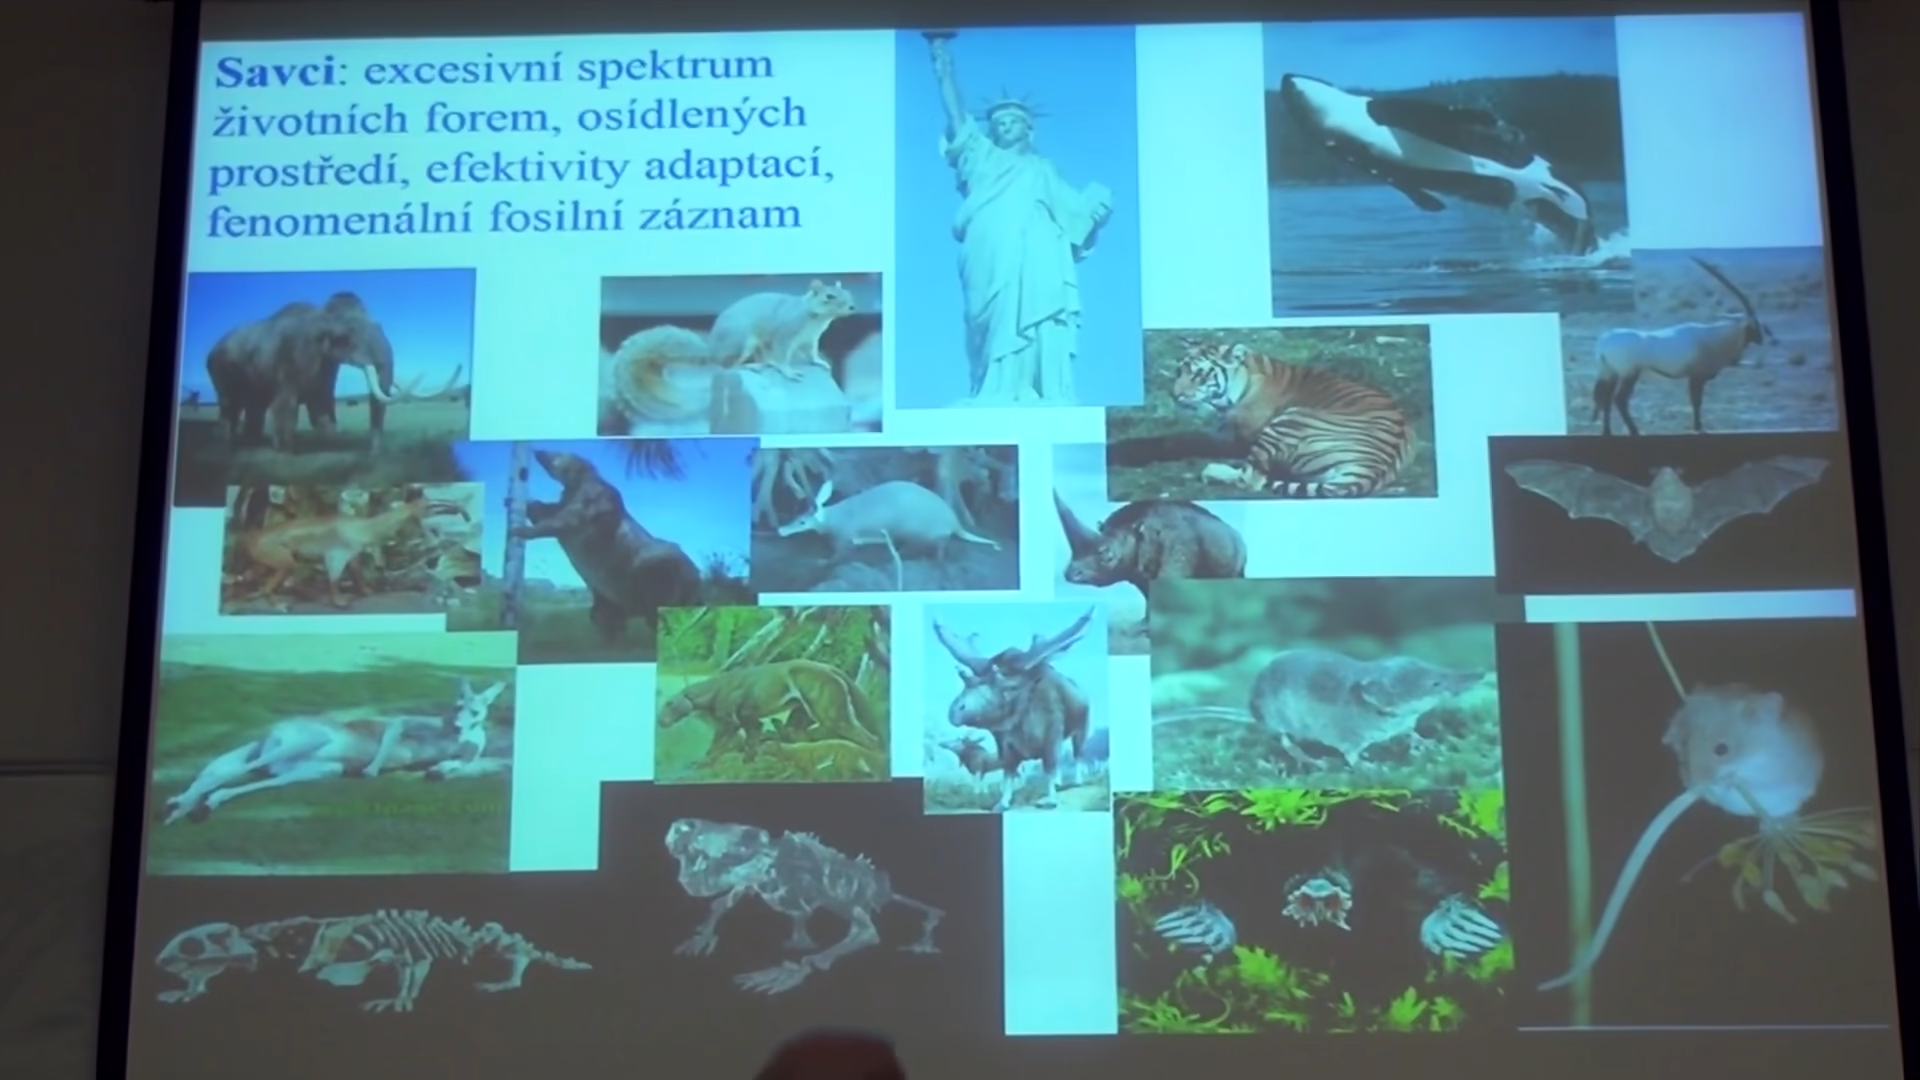 Savci: excesivní spektrum
životních forem, osídlených
prostředí, efektivity adaptací,
fenomenální fosilní záznam